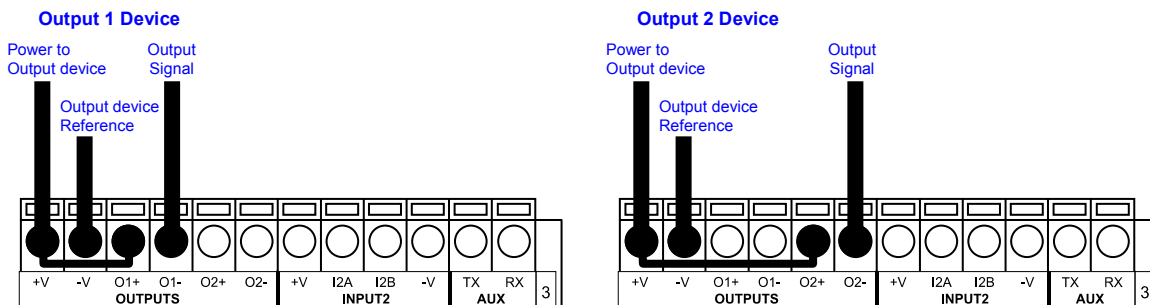 Output 1 Device
Power to
Output device
Output
Signal
Output device
Reference
+V -V O1+ O1- O2+ O2- +V I2A I2B -V TX RX
OUTPUTS INPUT2 AUX 3
Output 2 Device
Power to
Output device
Output
Signal
Output device
Reference
+V -V O1+ O1- O2+ O2- +V I2A I2B -V TX RX
OUTPUTS INPUT2 AUX 3